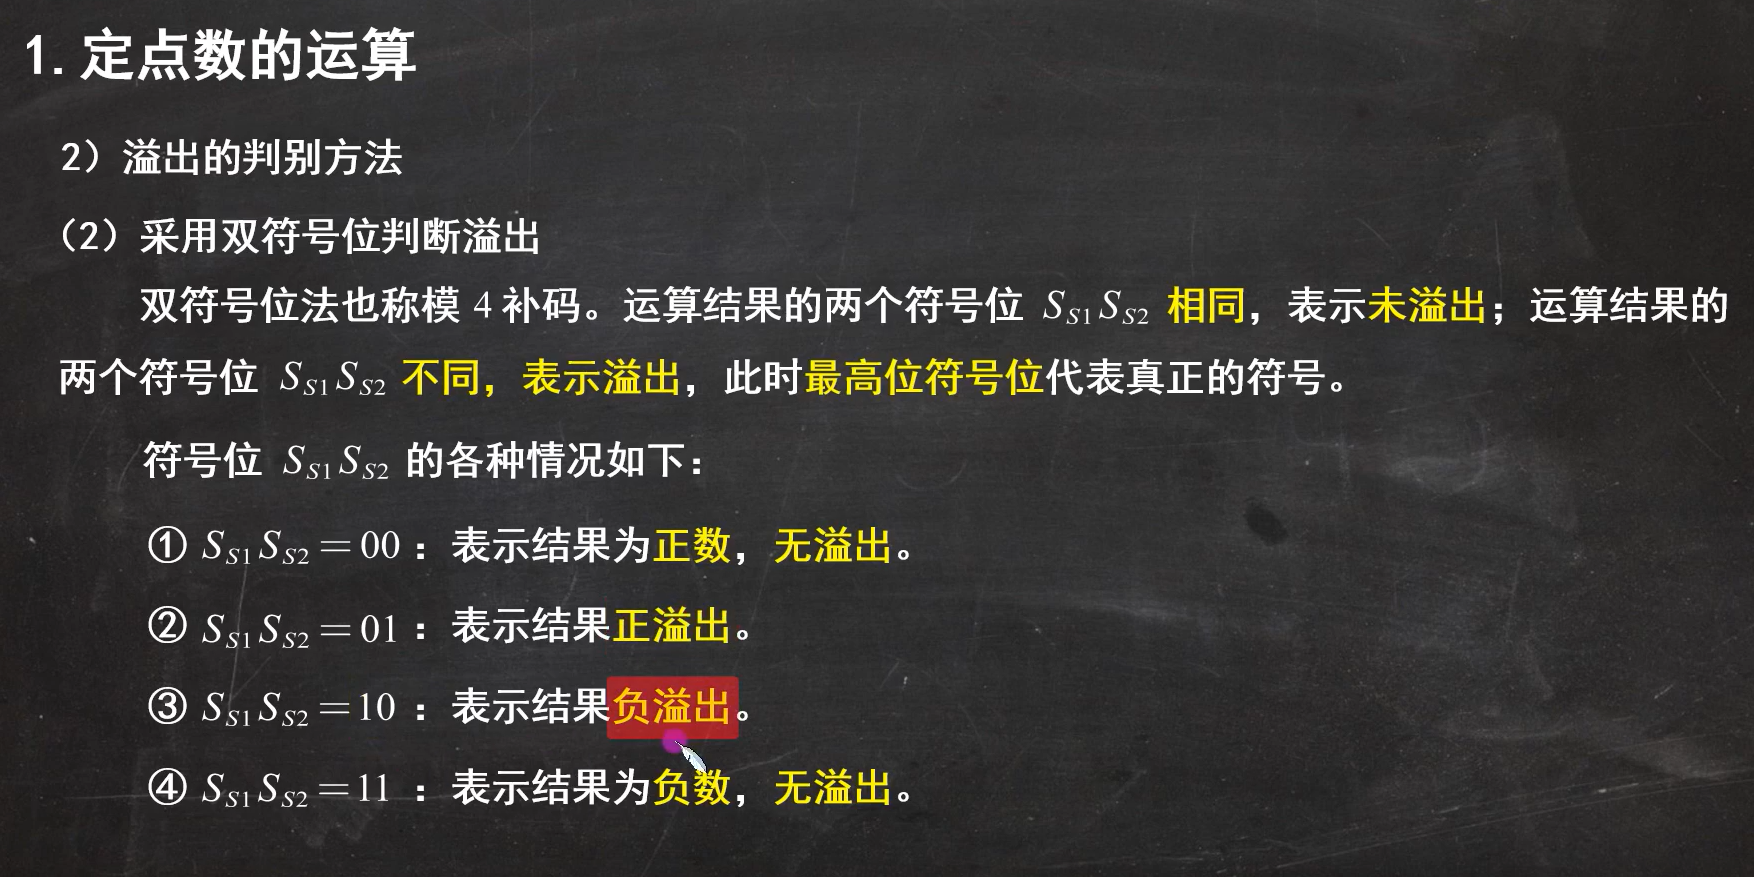 1. 定点数的运算
2）溢出的判别方法
（2）采用双符号位判断溢出
双符号位法也称模 4 补码。运算结果的两个符号位 S_{S1}S_{S2} 相同，表示未溢出；运算结果的
两个符号位 S_{S1}S_{S2} 不同，表示溢出，此时最高位符号位代表真正的符号。
符号位 S_{S1}S_{S2} 的各种情况如下：
① S_{S1}S_{S2} = 00 ：表示结果为正数，无溢出。
② S_{S1}S_{S2} = 01 ：表示结果正溢出。
③ S_{S1}S_{S2} = 10 ：表示结果负溢出。
④ S_{S1}S_{S2} = 11 ：表示结果为负数，无溢出。